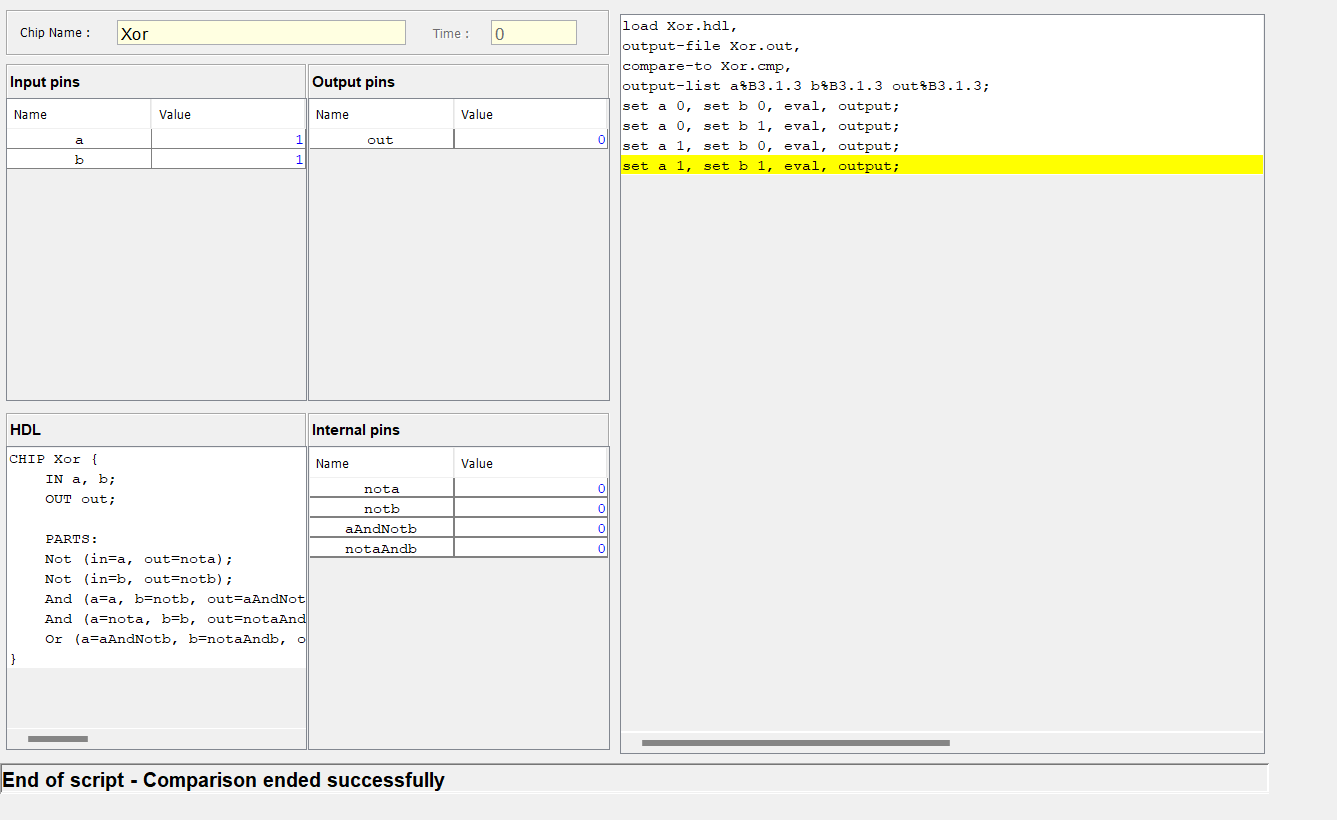 Chip Name : Xor Time : 0
Input pins
Name Value
a 1
b 1
Output pins
Name Value
out 0
HDL
CHIP Xor {
    IN a, b;
    OUT out;
    PARTS:
    Not (in=a, out=nota);
    Not (in=b, out=notb);
    And (a=a, b=notb, out=aAndNot
    And (a=nota, b=b, out=notaAnd
    Or (a=aAndNotb, b=notaAndb, o
}
Internal pins
Name Value
nota 0
notb 0
aAndNotb 0
notaAndb 0
load Xor.hdl,
output-file Xor.out,
compare-to Xor.cmp,
output-list a%B3.1.3 b%B3.1.3 out%B3.1.3;
set a 0, set b 0, eval, output;
set a 0, set b 1, eval, output;
set a 1, set b 0, eval, output;
set a 1, set b 1, eval, output;
End of script - Comparison ended successfully